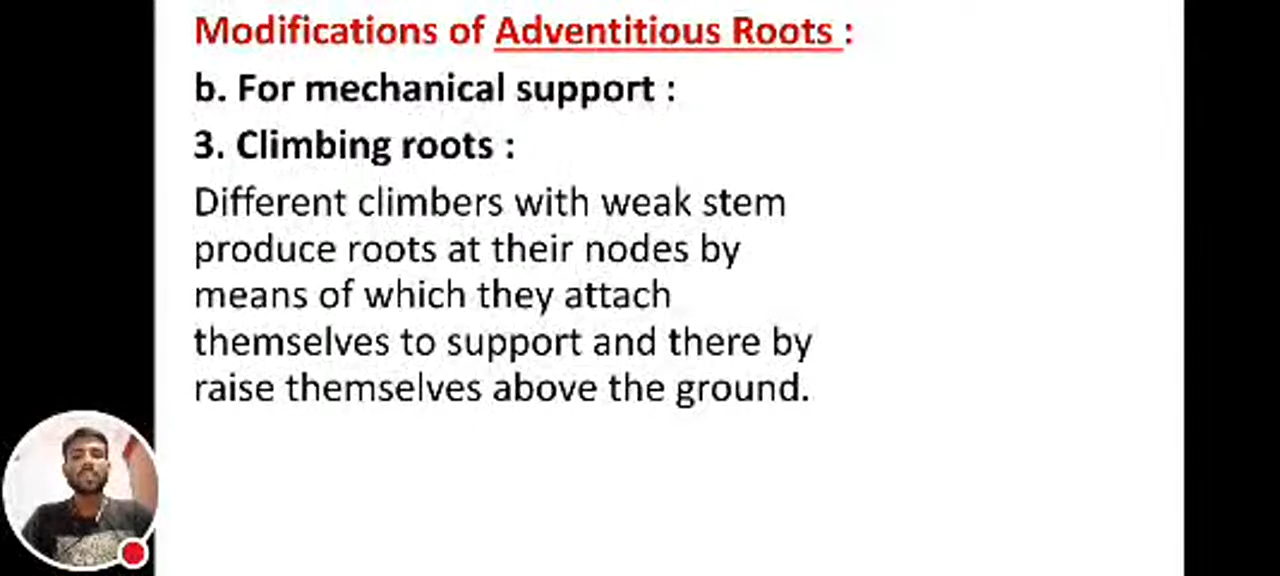 Modifications of Adventitious Roots :
b. For mechanical support :
3. Climbing roots :
Different climbers with weak stem
produce roots at their nodes by
means of which they attach
themselves to support and there by
raise themselves above the ground.